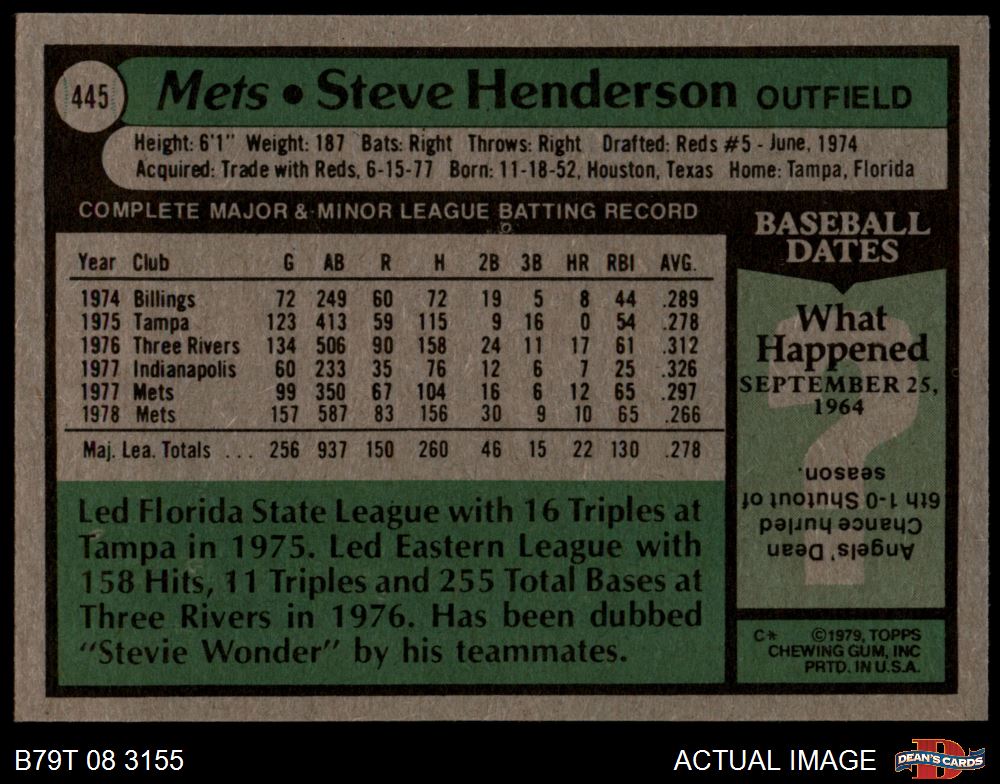 445 Mets • Steve Henderson OUTFIELD
Height: 6'1" Weight: 187 Bats: Right Throws: Right Drafted: Reds #5 - June, 1974
Acquired: Trade with Reds, 6-15-77 Born: 11-18-52, Houston, Texas Home: Tampa, Florida
COMPLETE MAJOR & MINOR LEAGUE BATTING RECORD
Year Club G AB R H 2B 3B HR RBI AVG.
1974 Billings 72 249 60 72 19 5 8 44 .289
1975 Tampa 123 413 59 115 9 16 0 54 .278
1976 Three Rivers 134 506 90 158 24 11 17 61 .312
1977 Indianapolis 60 233 35 76 12 6 7 25 .326
1977 Mets 99 350 67 104 16 6 12 65 .297
1978 Mets 157 587 83 156 30 9 10 65 .266
Maj. Lea. Totals . . . 256 937 150 260 46 15 22 130 .278
Led Florida State League with 16 Triples at
Tampa in 1975. Led Eastern League with
158 Hits, 11 Triples and 255 Total Bases at
Three Rivers in 1976. Has been dubbed
"Stevie Wonder" by his teammates.
BASEBALL
DATES
What
Happened
SEPTEMBER 25,
1964
?
Angels' Dean
Chance hurled
6th 1-0 Shutout of
season.
C* ©1979, TOPPS
CHEWING GUM, INC
PRTD. IN U.S.A.
B79T 08 3155
ACTUAL IMAGE
D
DEAN'S CARDS